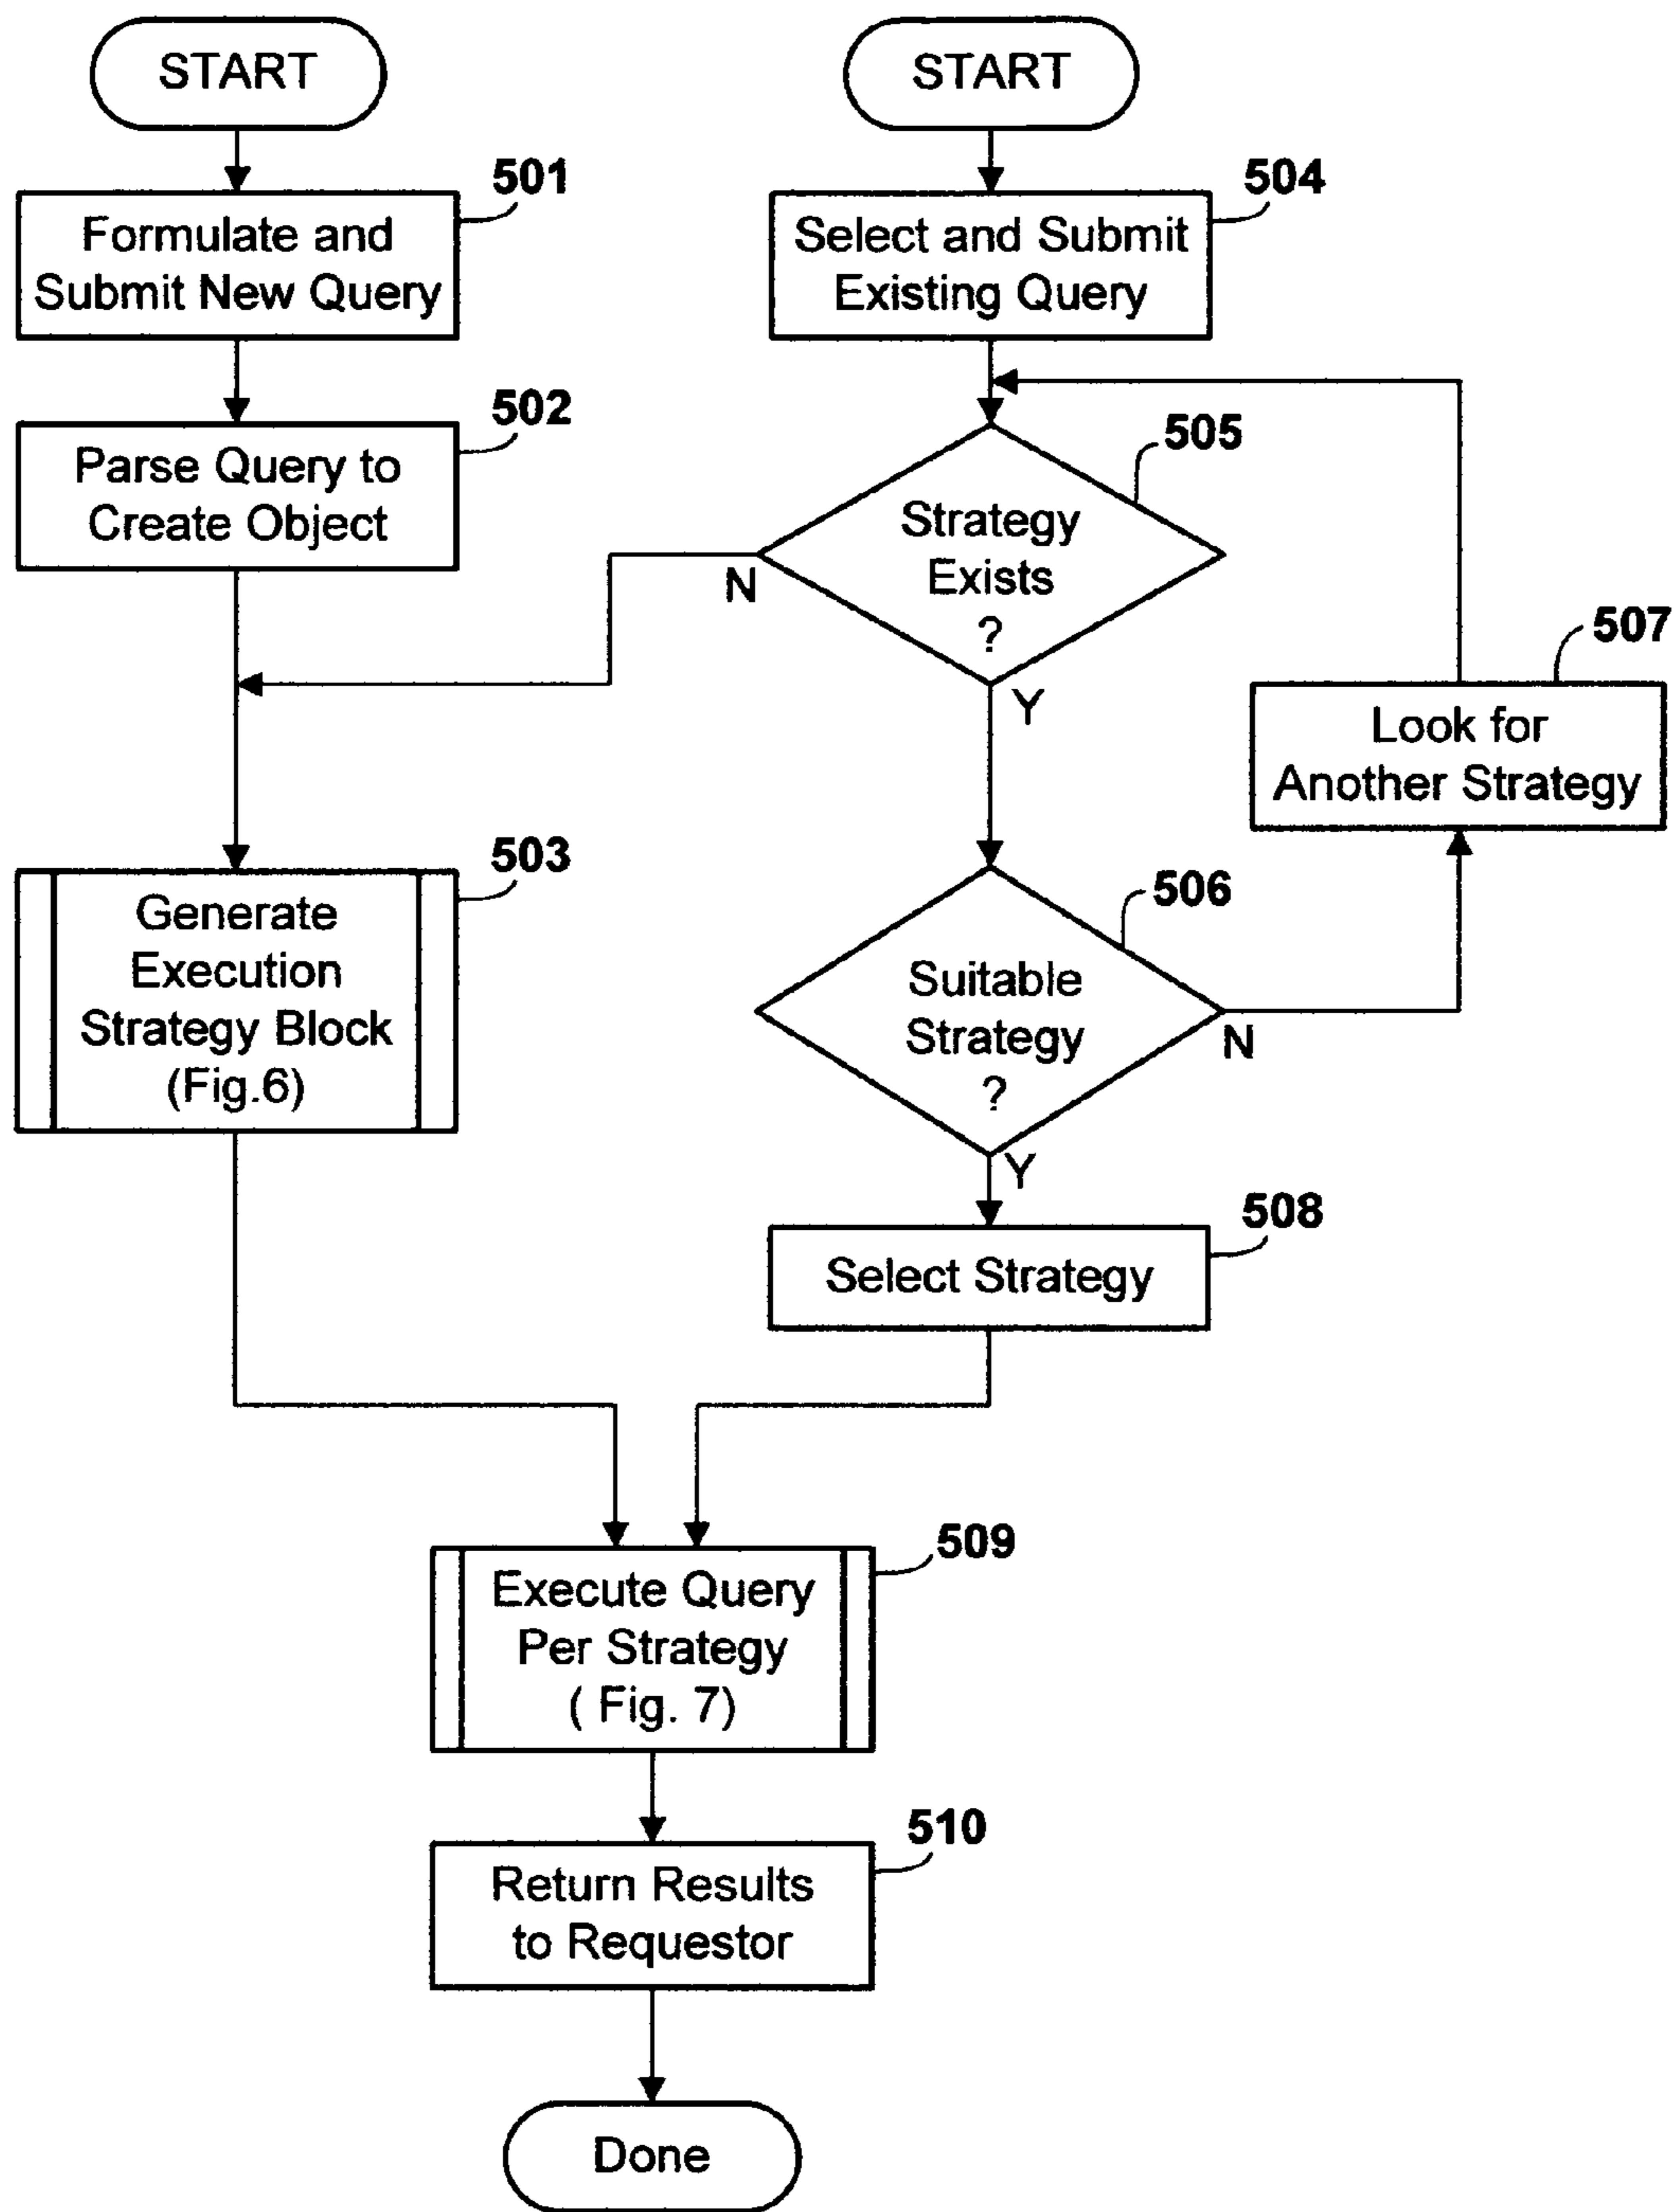 START
START
501
Formulate and
Submit New Query
504
Select and Submit
Existing Query
502
Parse Query to
Create Object
505
Strategy
Exists
?
N
Y
507
Look for
Another Strategy
503
Generate
Execution
Strategy Block
(Fig.6)
506
Suitable
Strategy
?
N
Y
508
Select Strategy
509
Execute Query
Per Strategy
( Fig. 7)
510
Return Results
to Requestor
Done